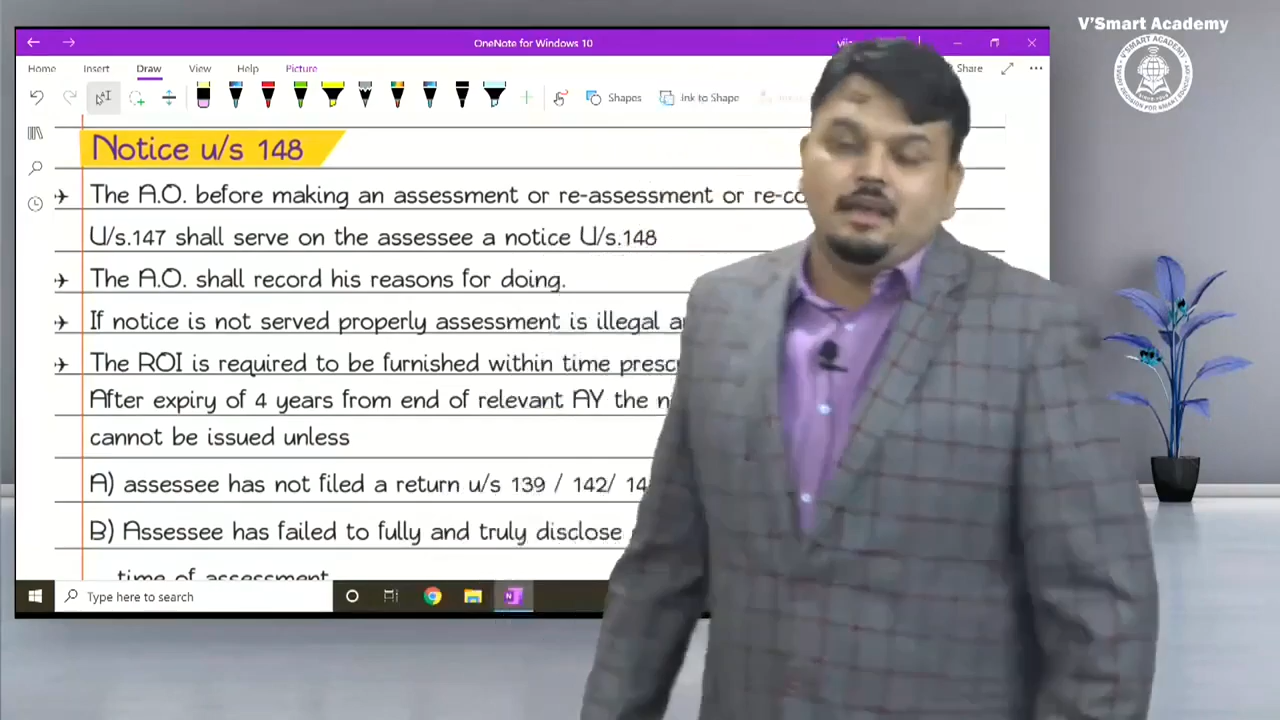 V'Smart Academy
OneNote for Windows 10
Home Insert Draw View Help Picture Share
Shapes Ink to Shape
Notice u/s 148
The A.O. before making an assessment or re-assessment or
U/s.147 shall serve on the assessee a notice U/s.148
The A.O. shall record his reasons for doing.
If notice is not served properly assessment is illegal
The ROI is required to be furnished within time
After expiry of 4 years from end of relevant AY the
cannot be issued unless
A) assessee has not filed a return u/s 139 / 142/
B) Assessee has failed to fully and truly disclose
time of assessment
Type here to search